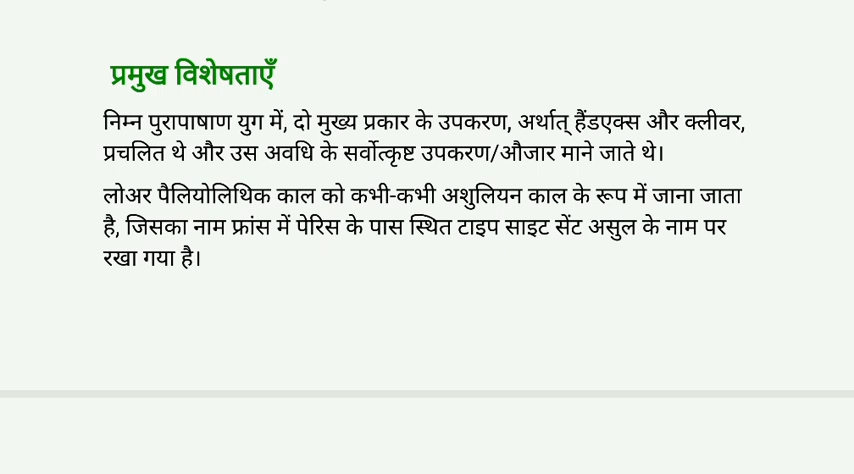 प्रमुख विशेषताएँ
निम्न पुरापाषाण युग में, दो मुख्य प्रकार के उपकरण, अर्थात् हैंडएक्स और क्लीवर,
प्रचलित थे और उस अवधि के सर्वोत्कृष्ट उपकरण/औजार माने जाते थे।
लोअर पैलियोलिथिक काल को कभी-कभी अशुलियन काल के रूप में जाना जाता
है, जिसका नाम फ्रांस में पेरिस के पास स्थित टाइप साइट सेंट असुल के नाम पर
रखा गया है।